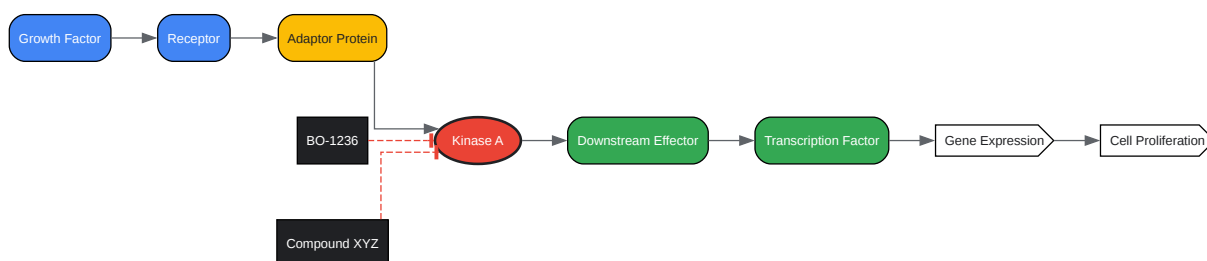 Growth Factor
Receptor
Adaptor Protein
BO-1236
Kinase A
Downstream Effector
Transcription Factor
Gene Expression
Cell Proliferation
Compound XYZ